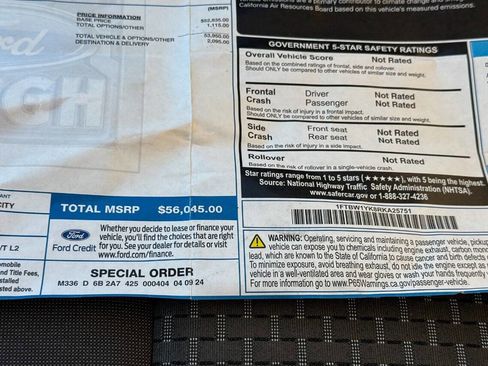 (MSRP)
PRICE INFORMATION
BASE PRICE $52,835.00
TOTAL OPTIONS/OTHER 1,115.00
TOTAL VEHICLE & OPTIONS/OTHER 53,950.00
DESTINATION & DELIVERY 2,095.00
Ford
UGH
CITY
TOTAL MSRP $56,045.00
/T L2
Ford
Ford Credit
Whether you decide to lease or finance your
vehicle, you'll find the choices that are right
for you. See your dealer for details or visit
www.ford.com/finance.
and Title Fees,
SPECIAL ORDER
M336 D 6B 2A7 425 000404 04 09 24
California Air Resources Board based on this vehicle's measured emissions.
GOVERNMENT 5-STAR SAFETY RATINGS
Overall Vehicle Score Not Rated
Based on the combined ratings of frontal, side and rollover.
Should ONLY be compared to other vehicles of similar size and weight.
Frontal Driver Not Rated
Crash Passenger Not Rated
Based on the risk of injury in a frontal impact.
Should ONLY be compared to other vehicles of similar size and weight.
Side Front seat Not Rated
Crash Rear seat Not Rated
Based on the risk of injury in a side impact.
Rollover Not Rated
Based on the risk of rollover in a single-vehicle crash.
Star ratings range from 1 to 5 stars (★★★★★), with 5 being the highest.
Source: National Highway Traffic Safety Administration (NHTSA).
www.safercar.gov or 1-888-327-4236
1FTBW1YK8RKA25751
WARNING: Operating, servicing and maintaining a passenger vehicle, pickup
vehicle can expose you to chemicals including engine exhaust, carbon mono
lead, which are known to the State of California to cause cancer and birth defects o
To minimize exposure, avoid breathing exhaust, do not idle the engine except as n
vehicle in a well-ventilated area and wear gloves or wash your hands frequently w
For more information go to www.P65Warnings.ca.gov/passenger-vehicle.